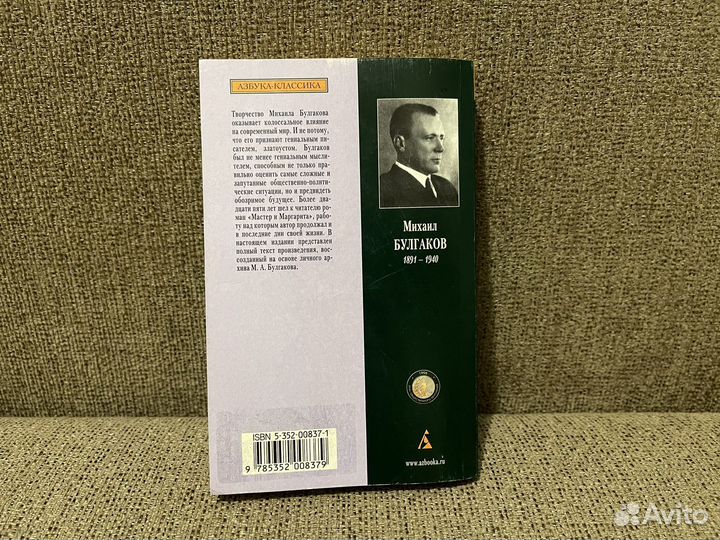 АЗБУКА-КЛАССИКА
Творчество Михаила Булгакова
оказывает колоссальное влияние
на современный мир. И не потому,
что его признают гениальным пи-
сателем, златоустом. Булгаков
был не менее гениальным мысли-
телем, способным не только пра-
вильно оценить самые сложные и
запутанные общественно-полити-
ческие ситуации, но и предвидеть
обозримое будущее. Более два-
дцати пяти лет шел к читателю ро-
ман «Мастер и Маргарита», рабо-
ту над которым автор продолжал и
в последние дни своей жизни. В
настоящем издании представлен
полный текст произведения, вос-
созданный на основе личного ар-
хива М. А. Булгакова.
ISBN 5-352-00837-1
9 785352 008379
Михаил
БУЛГАКОВ
1891 – 1940
www.azbooka.ru
Avito